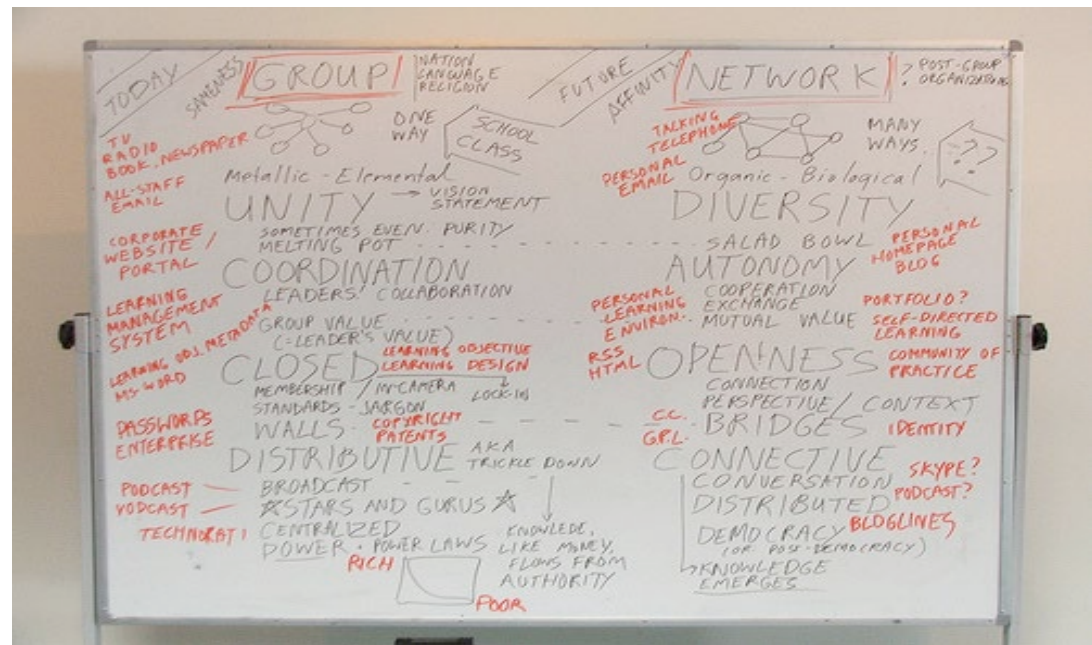 TODAY
SAMENESS
GROUP
NATION
LANGUAGE
RELIGION
ONE
WAY
SCHOOL
CLASS
TV
RADIO
BOOK, NEWSPAPER
ALL-STAFF
EMAIL
Metallic - Elemental
UNITY → VISION
STATEMENT
SOMETIMES EVEN PURITY
MELTING POT
CORPORATE
WEBSITE /
PORTAL
COORDINATION
LEADERS' COLLABORATION
LEARNING
MANAGEMENT
SYSTEM
GROUP VALUE
(=LEADER'S VALUE)
LEARNING OBJ. METADATA
MS-WORD
CLOSED
LEARNING OBJECTIVE
LEARNING DESIGN
LOCK-IN
MEMBERSHIP / IN-CAMERA
STANDARDS - JARGON
WALLS
COPYRIGHT
PATENTS
PASSWORDS
ENTERPRISE
DISTRIBUTIVE AKA
TRICKLE DOWN
PODCAST — BROADCAST
VODCAST — ☆STARS AND GURUS☆
TECHNORATI
CENTRALIZED
POWER · POWER LAWS
RICH
POOR
KNOWLEDE,
LIKE MONEY,
FLOWS FROM
AUTHORITY
FUTURE
AFFINITY
NETWORK
? POST-GROUP
ORGANIZATIONS
TALKING
TELEPHONE
MANY
WAYS
??
PERSONAL
EMAIL
Organic - Biological
DIVERSITY
SALAD BOWL
PERSONAL
HOMEPAGE
BLOG
AUTONOMY
COOPERATION
EXCHANGE
MUTUAL VALUE
PERSONAL
LEARNING
ENVIRON.
PORTFOLIO?
SELF-DIRECTED
LEARNING
RSS
HTML
OPENNESS
COMMUNITY OF
PRACTICE
CONNECTION
PERSPECTIVE / CONTEXT
BRIDGES
IDENTITY
C.C.
G.P.L.
CONNECTIVE
CONVERSATION
SKYPE?
DISTRIBUTED
PODCAST?
DEMOCRACY
BLOGLINES
(OR POST-DEMOCRACY)
KNOWLEDGE
EMERGES